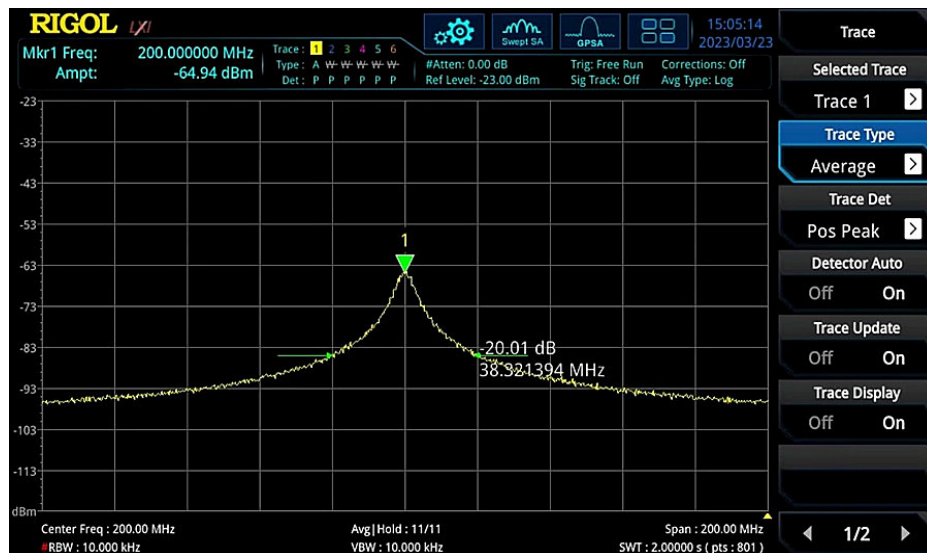 RIGOL LXI
Swept SA
GPSA
15:05:14
2023/03/23
Mkr1 Freq: 200.000000 MHz
Ampt: -64.94 dBm
Trace: 1 2 3 4 5 6
Type: A W W W W W
Det: P P P P P P
#Atten: 0.00 dB
Ref Level: -23.00 dBm
Trig: Free Run
Sig Track: Off
Corrections: Off
Avg Type: Log
-23
-33
-43
-53
-63
-73
-83
-93
-103
-113
dBm
1
-20.01 dB
38.321394 MHz
Center Freq : 200.00 MHz
Avg|Hold : 11/11
Span : 200.00 MHz
#RBW : 10.000 kHz
VBW : 10.000 kHz
SWT : 2.00000 s ( pts : 801 )
Trace
Selected Trace
Trace 1
Trace Type
Average
Trace Det
Pos Peak
Detector Auto
Off On
Trace Update
Off On
Trace Display
Off On
1/2